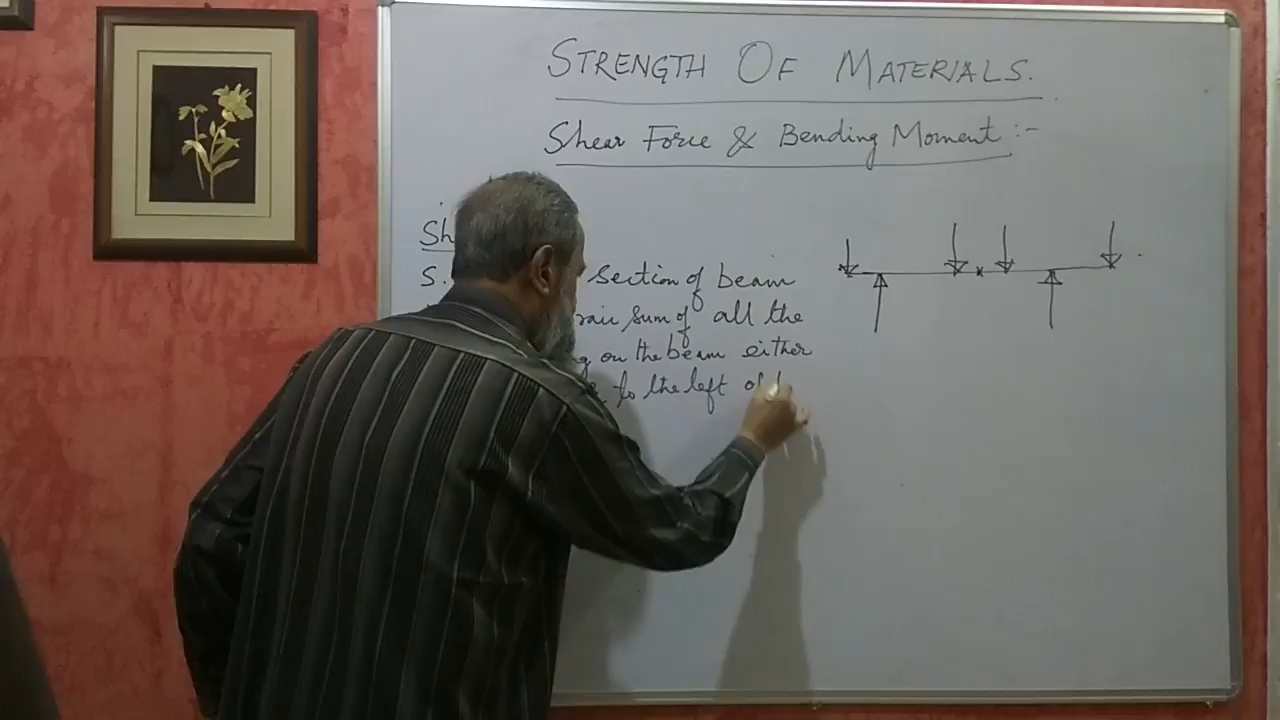 STRENGTH OF MATERIALS.
Shear Force & Bending Moment :-
Sh
S. section of beam
sum of all the
on the beam either
to the left of